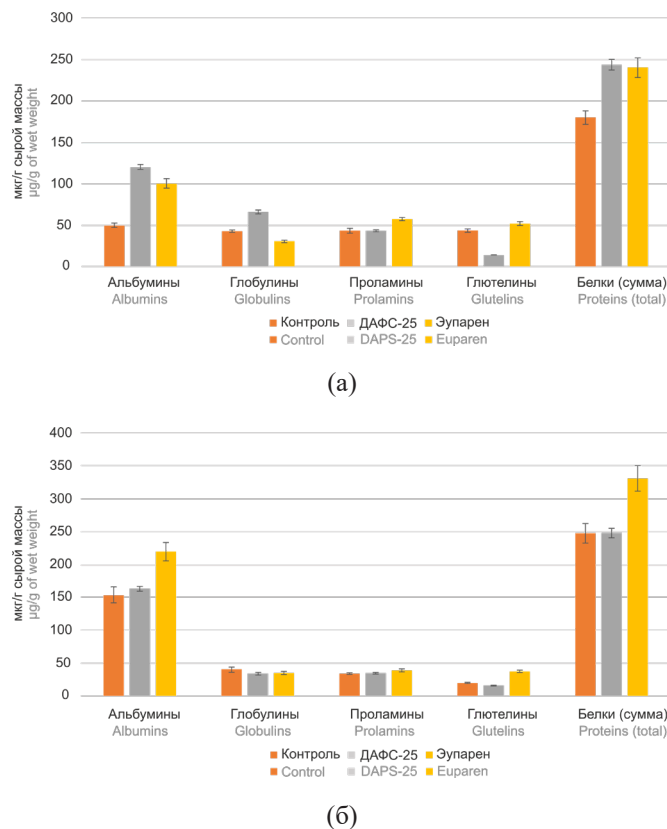 300
250
200
150
100
50
0
мкг/г сырой массы
µg/g of wet weight
Альбумины Глобулины Проламины Глютелины Белки (сумма)
Albumins Globulins Prolamins Glutelins Proteins (total)
Контроль ДАФС-25 Эупарен
Control DAPS-25 Euparen
(а)
400
350
300
250
200
150
100
50
0
мкг/г сырой массы
µg/g of wet weight
Альбумины Глобулины Проламины Глютелины Белки (сумма)
Albumins Globulins Prolamins Glutelins Proteins (total)
Контроль ДАФС-25 Эупарен
Control DAPS-25 Euparen
(б)